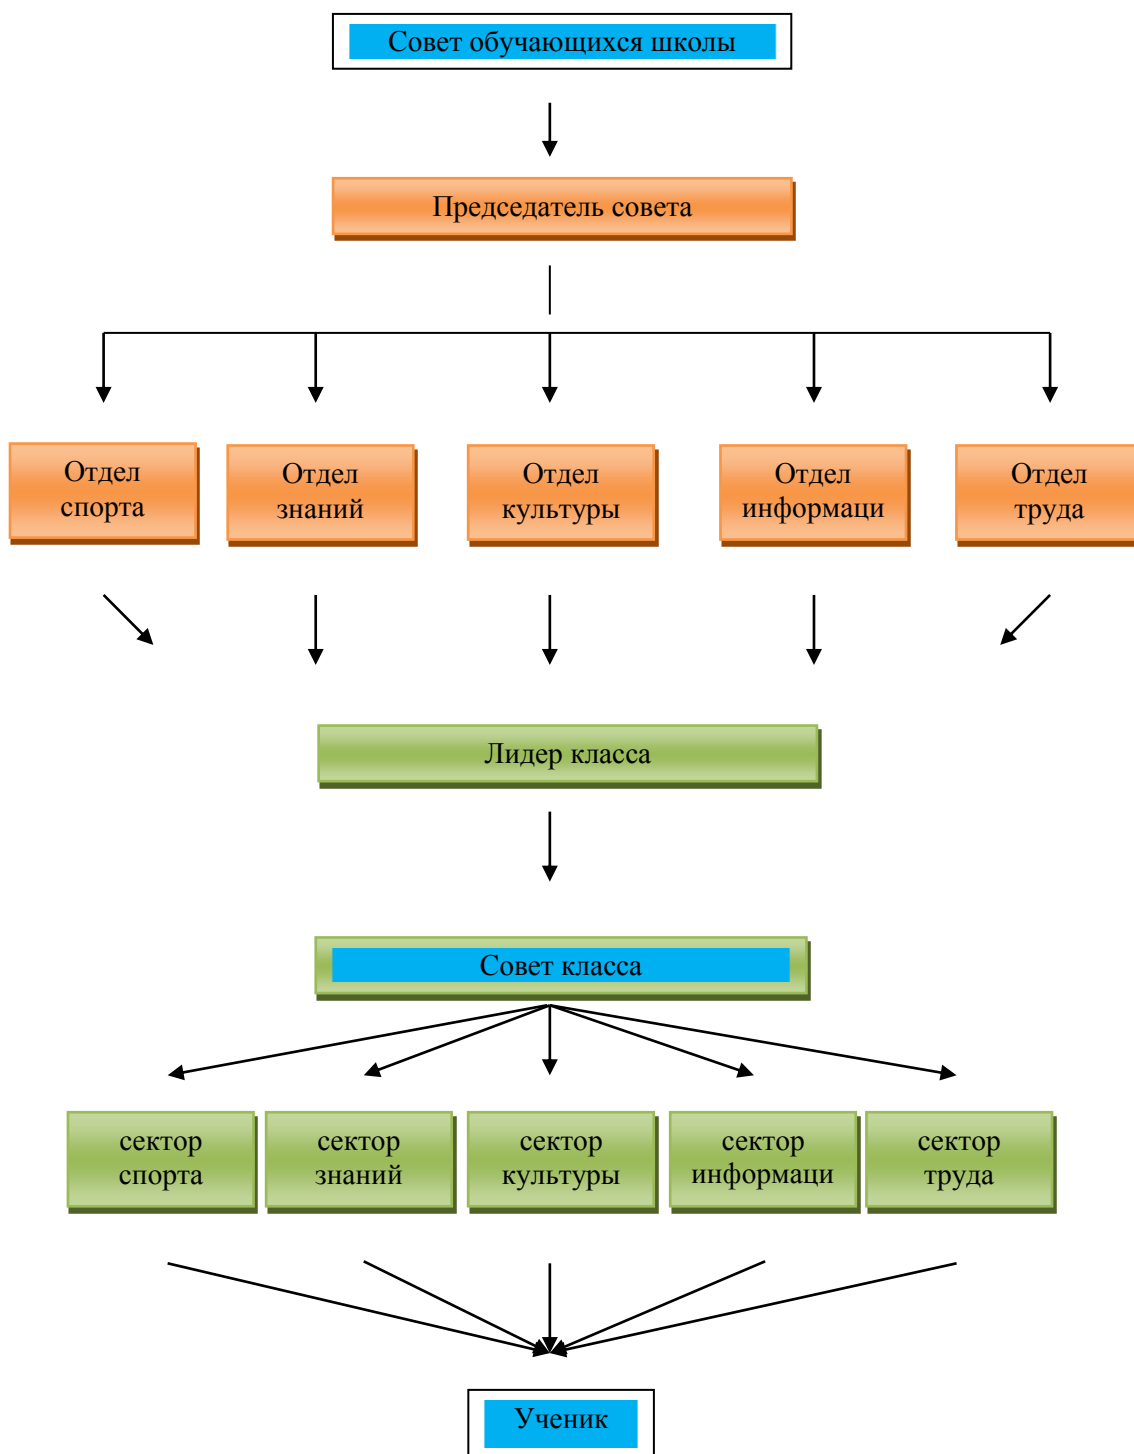 Совет обучающихся школы
Председатель совета
Отдел
спорта
Отдел
знаний
Отдел
культуры
Отдел
информаци
Отдел
труда
Лидер класса
Совет класса
сектор
спорта
сектор
знаний
сектор
культуры
сектор
информаци
сектор
труда
Ученик